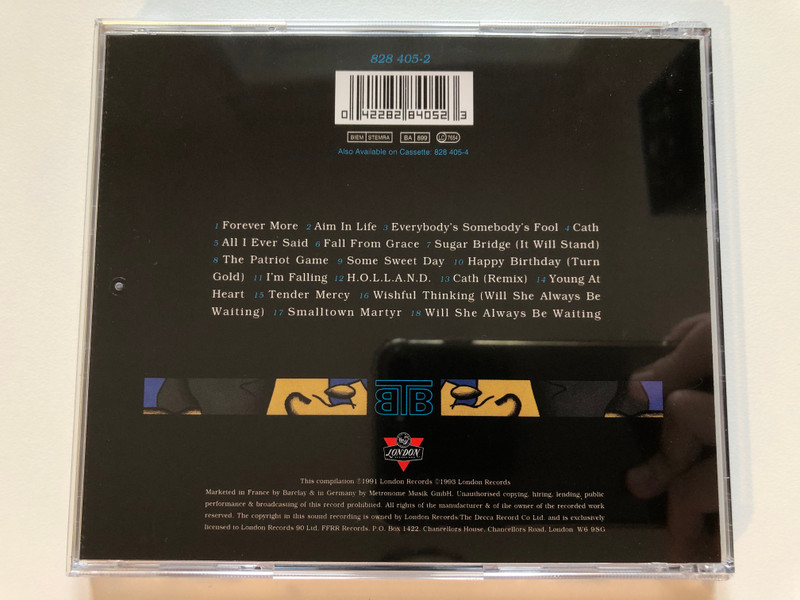 828 405-2
0 42282 84052 3
BIEM STEMRA BA 899 LC 7654
Also Available on Cassette: 828 405-4
1 Forever More 2 Aim In Life 3 Everybody's Somebody's Fool 4 Cath
5 All I Ever Said 6 Fall From Grace 7 Sugar Bridge (It Will Stand)
8 The Patriot Game 9 Some Sweet Day 10 Happy Birthday (Turn
Gold) 11 I'm Falling 12 H.O.L.L.A.N.D. 13 Cath (Remix) 14 Young At
Heart 15 Tender Mercy 16 Wishful Thinking (Will She Always Be
Waiting) 17 Smalltown Martyr 18 Will She Always Be Waiting
BTB
LONDON
This compilation ℗1991 London Records ©1993 London Records
Marketed in France by Barclay & in Germany by Metronome Musik GmbH. Unauthorised copying, hiring, lending, public
performance & broadcasting of this record prohibited. All rights of the manufacturer & of the owner of the recorded work
reserved. The copyright in this sound recording is owned by London Records/The Decca Record Co Ltd. and is exclusively
licensed to London Records 90 Ltd. FFRR Records, P.O. Box 1422, Chancellors House, Chancellors Road, London W6 9SG